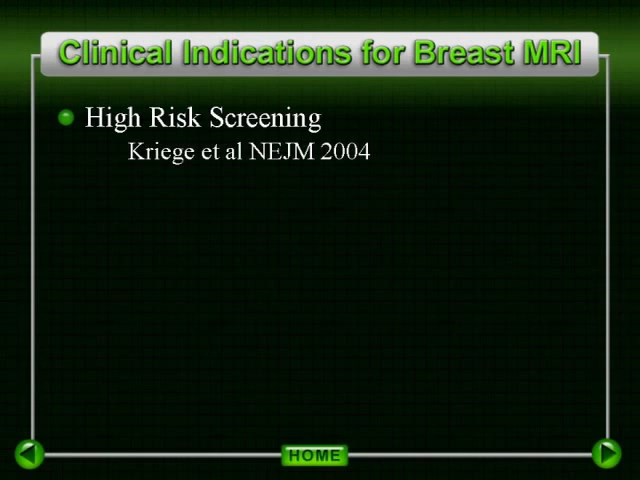 Clinical Indications for Breast MRI
High Risk Screening
Kriege et al NEJM 2004
HOME